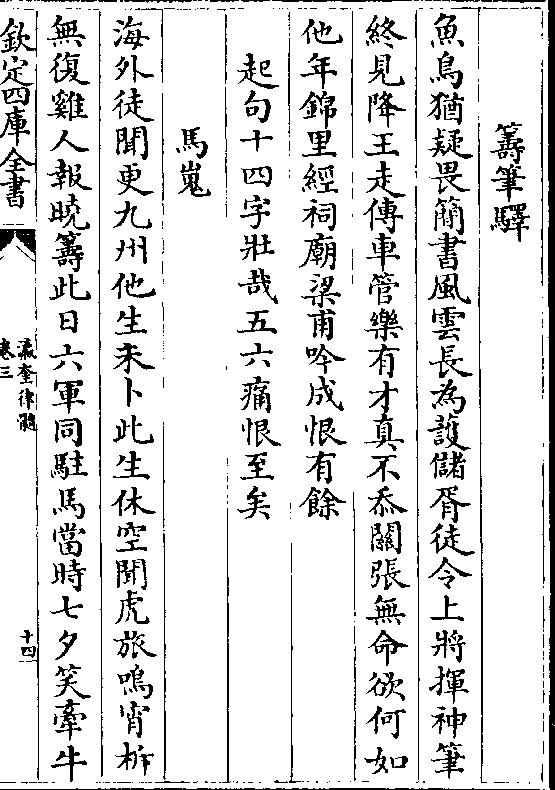 籌筆驛
魚鳥猶疑畏簡書風雲長為䕶儲胥徒令上將揮神筆
終見降王走傳車管樂有才真不忝闗張無命欲何如
他年錦里經祠廟梁甫吟成恨有餘
起句十四字壯哉五六痛恨至矣
馬嵬
海外徒聞更九州他生未卜此生休空聞虎旅鳴宵柝
無復雞人報曉籌此日六軍同駐馬當時七夕笑牽牛
欽定四庫全書
瀛奎律髓
卷三
十四